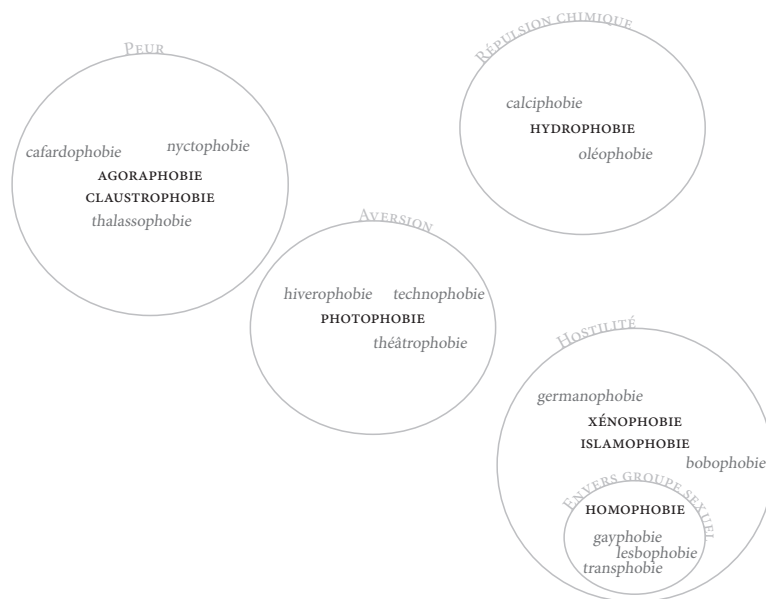 Peur
cafardophobie
nyctophobie
AGORAPHOBIE
CLAUSTROPHOBIE
thalassophobie
Répulsion chimique
calciphobie
HYDROPHOBIE
oléophobie
Aversion
hiverophobie
technophobie
PHOTOPHOBIE
théâtrophobie
Hostilité
germanophobie
XÉNOPHOBIE
ISLAMOPHOBIE
bobophobie
Envers groupe sexuel
HOMOPHOBIE
gayphobie
lesbophobie
transphobie